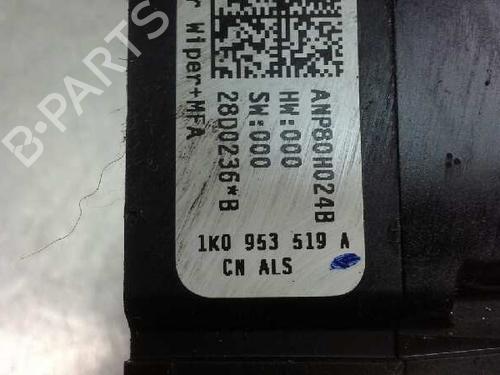 r Wiper+MFA
28D0236*B
SW:000
HW:000
ANP80H024B
1K0 953 519 A
CN ALS
B-PARTS